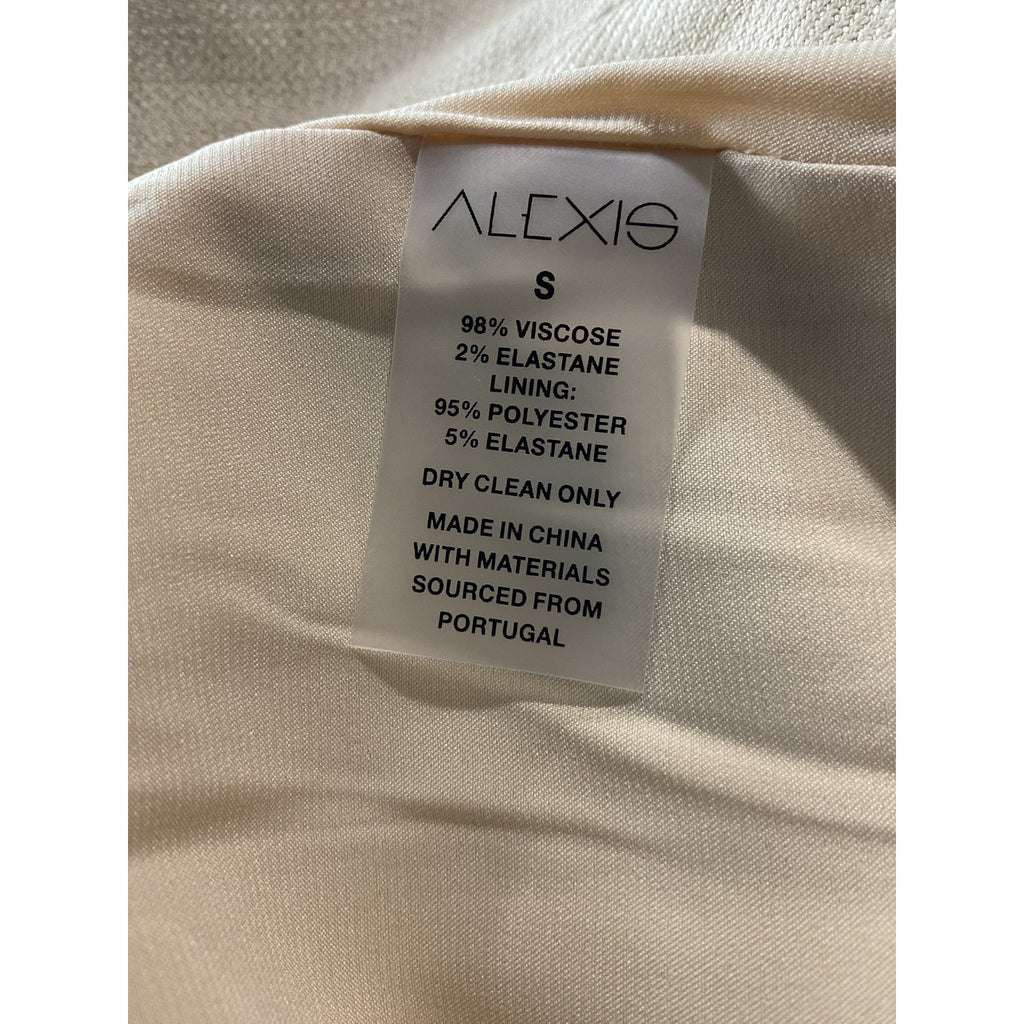 ALEXIS
S
98% VISCOSE
2% ELASTANE
LINING:
95% POLYESTER
5% ELASTANE
DRY CLEAN ONLY
MADE IN CHINA
WITH MATERIALS
SOURCED FROM
PORTUGAL